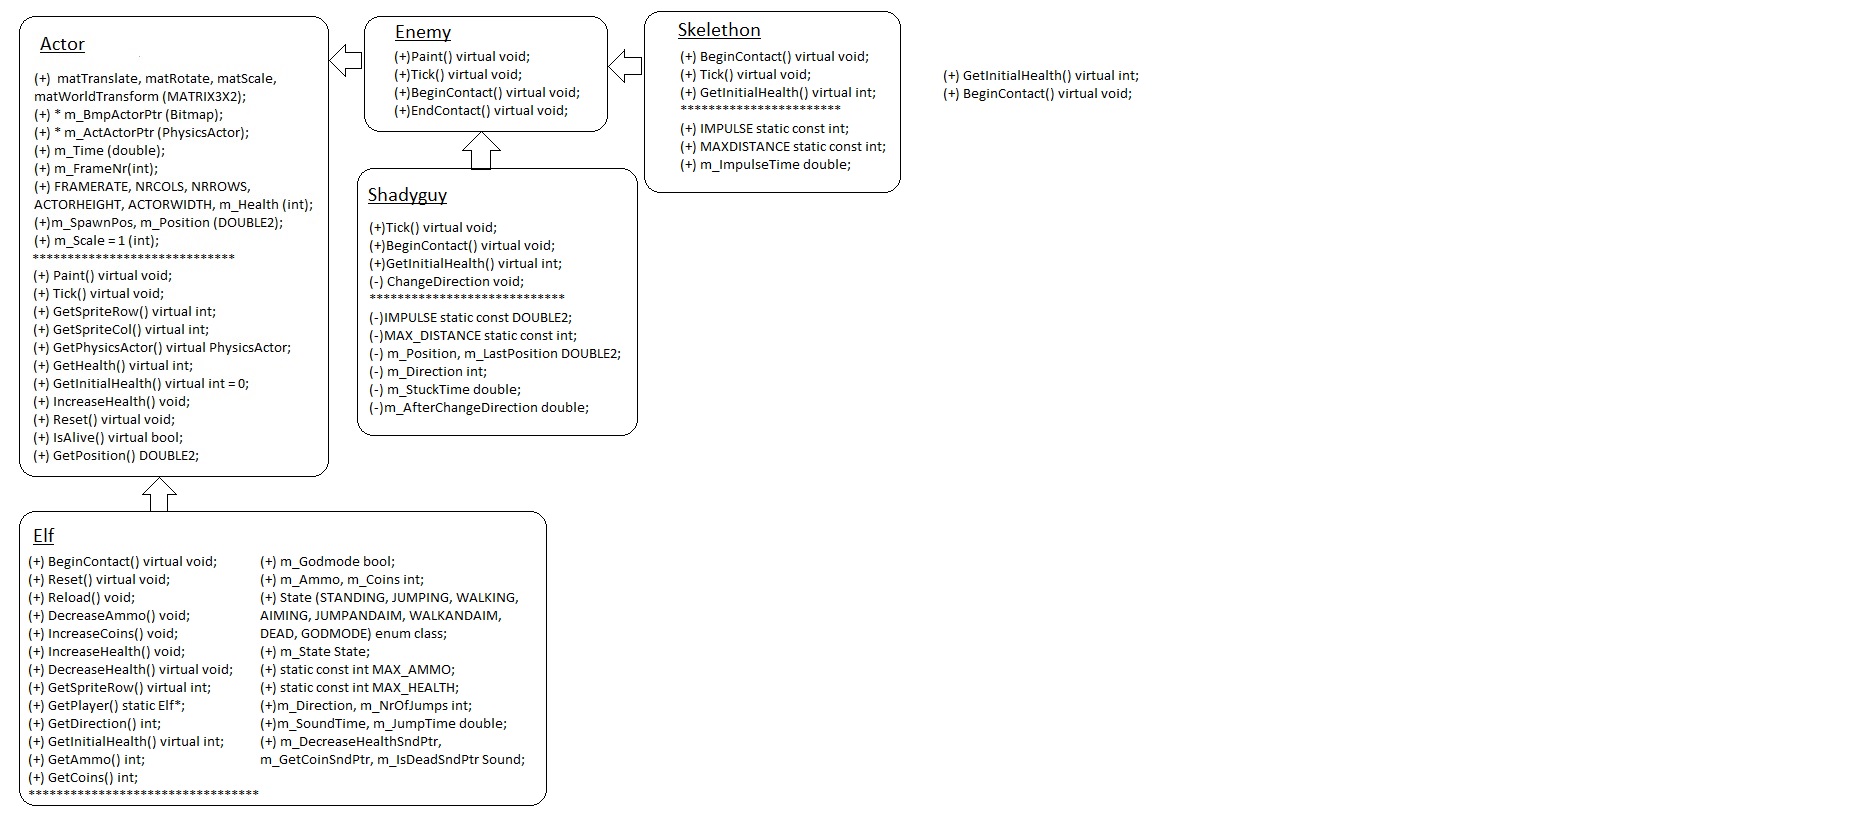 Actor
(+)  matTranslate, matRotate, matScale,
matWorldTransform (MATRIX3X2);
(+) * m_BmpActorPtr (Bitmap);
(+) * m_ActActorPtr (PhysicsActor);
(+) m_Time (double);
(+) m_FrameNr(int);
(+) FRAMERATE, NRCOLS, NRROWS,
ACTORHEIGHT, ACTORWIDTH, m_Health (int);
(+)m_SpawnPos, m_Position (DOUBLE2);
(+) m_Scale = 1 (int);
*****************************
(+) Paint() virtual void;
(+) Tick() virtual void;
(+) GetSpriteRow() virtual int;
(+) GetSpriteCol() virtual int;
(+) GetPhysicsActor() virtual PhysicsActor;
(+) GetHealth() virtual int;
(+) GetInitialHealth() virtual int = 0;
(+) IncreaseHealth() void;
(+) Reset() virtual void;
(+) IsAlive() virtual bool;
(+) GetPosition() DOUBLE2;
Enemy
(+)Paint() virtual void;
(+)Tick() virtual void;
(+)BeginContact() virtual void;
(+)EndContact() virtual void;
Skelethon
(+) BeginContact() virtual void;
(+) Tick() virtual void;
(+) GetInitialHealth() virtual int;
***********************
(+) IMPULSE static const int;
(+) MAXDISTANCE static const int;
(+) m_ImpulseTime double;
(+) GetInitialHealth() virtual int;
(+) BeginContact() virtual void;
Shadyguy
(+)Tick() virtual void;
(+)BeginContact() virtual void;
(+)GetInitialHealth() virtual int;
(-) ChangeDirection void;
****************************
(-)IMPULSE static const DOUBLE2;
(-)MAX_DISTANCE static const int;
(-) m_Position, m_LastPosition DOUBLE2;
(-) m_Direction int;
(-) m_StuckTime double;
(-)m_AfterChangeDirection double;
Elf
(+) BeginContact() virtual void;
(+) Reset() virtual void;
(+) Reload() void;
(+) DecreaseAmmo() void;
(+) IncreaseCoins() void;
(+) IncreaseHealth() void;
(+) DecreaseHealth() virtual void;
(+) GetSpriteRow() virtual int;
(+) GetPlayer() static Elf*;
(+) GetDirection() int;
(+) GetInitialHealth() virtual int;
(+) GetAmmo() int;
(+) GetCoins() int;
*********************************
(+) m_Godmode bool;
(+) m_Ammo, m_Coins int;
(+) State (STANDING, JUMPING, WALKING,
AIMING, JUMPANDAIM, WALKANDAIM,
DEAD, GODMODE) enum class;
(+) m_State State;
(+) static const int MAX_AMMO;
(+) static const int MAX_HEALTH;
(+)m_Direction, m_NrOfJumps int;
(+)m_SoundTime, m_JumpTime double;
(+) m_DecreaseHealthSndPtr,
m_GetCoinSndPtr, m_IsDeadSndPtr Sound;